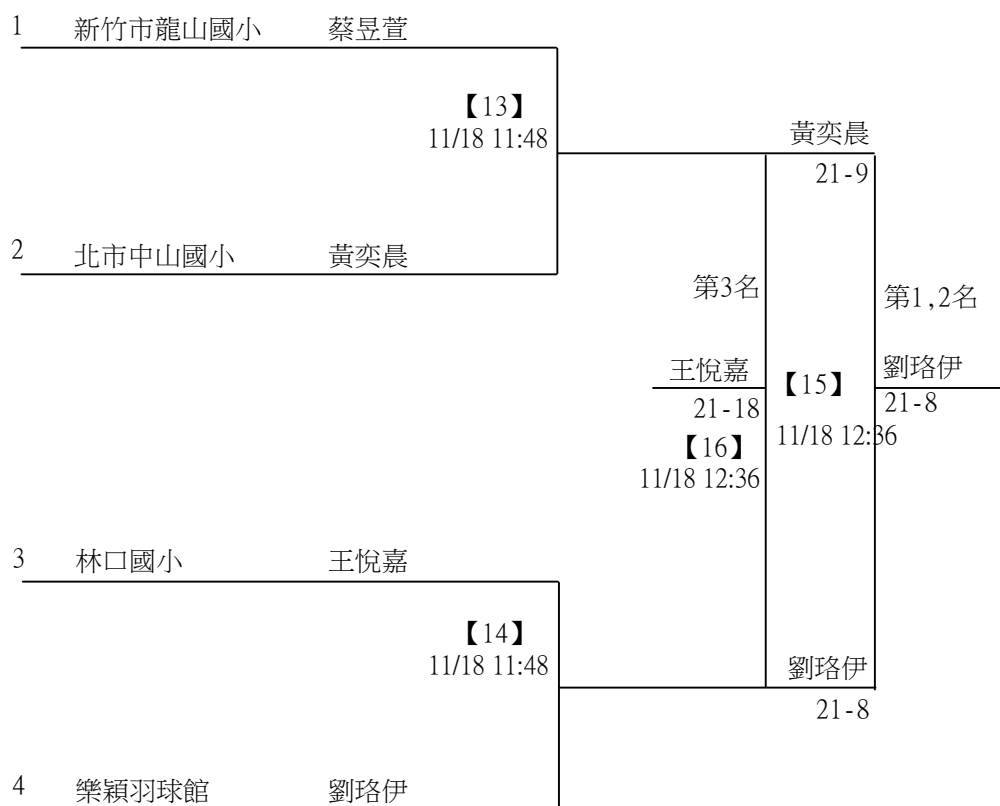 1 新竹市龍山國小 蔡昱萱
【13】
11/18 11:48
黃奕晨
21-9
2 北市中山國小 黃奕晨
第3名
第1,2名
王悅嘉
21-18
【16】
11/18 12:36
【15】
11/18 12:36
劉珞伊
21-8
3 林口國小 王悅嘉
【14】
11/18 11:48
劉珞伊
21-8
4 樂穎羽球館 劉珞伊